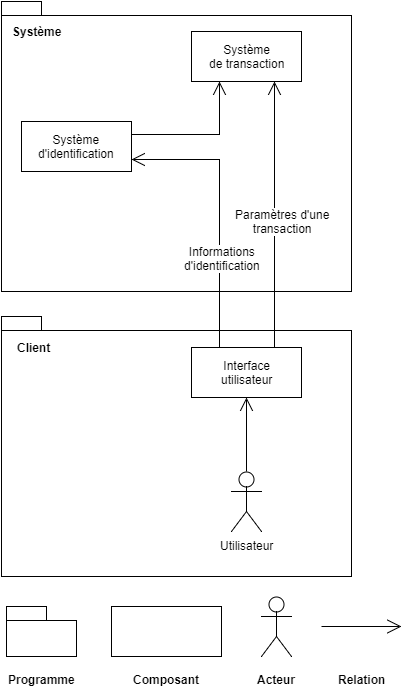 Système
Système
de transaction
Système
d'identification
Paramètres d'une
transaction
Informations
d'identification
Client
Interface
utilisateur
Utilisateur
Programme
Composant
Acteur
Relation